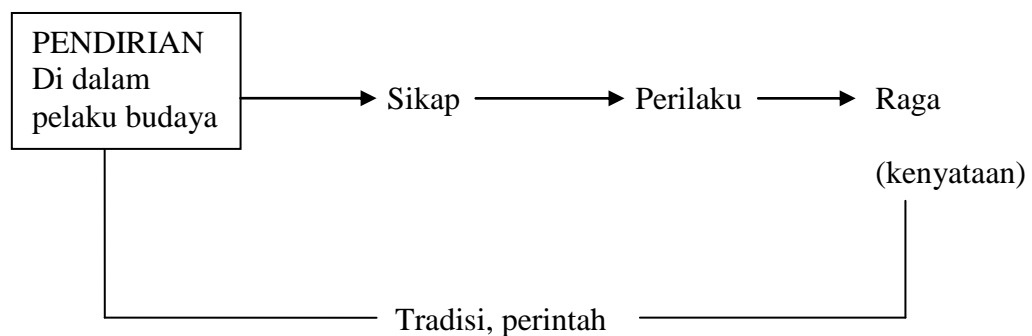 PENDIRIAN
Di dalam
pelaku budaya
Sikap
Perilaku
Raga
(kenyataan)
Tradisi, perintah